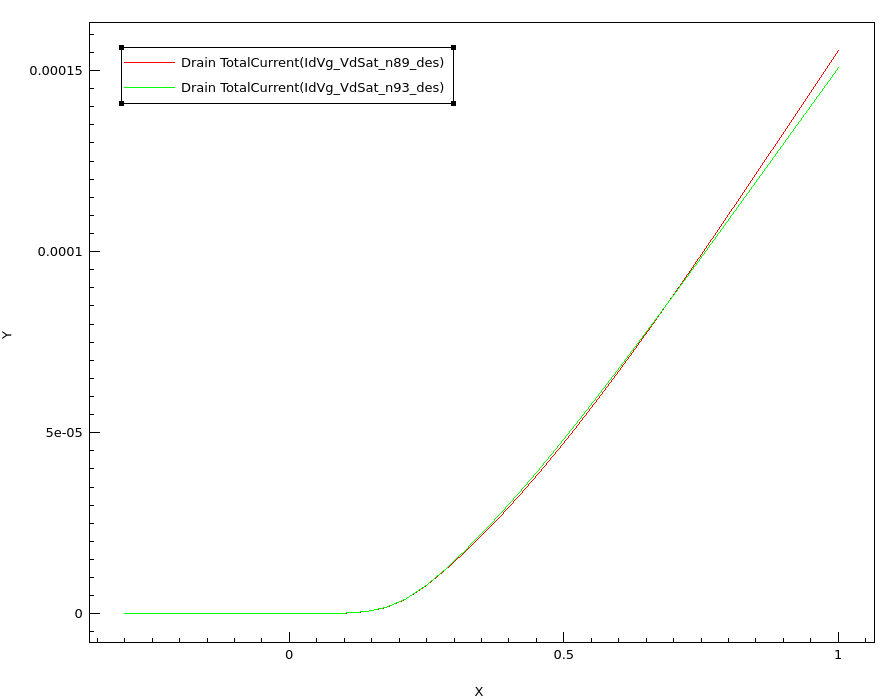 Drain TotalCurrent(IdVg_VdSat_n89_des)
Drain TotalCurrent(IdVg_VdSat_n93_des)
0.00015
0.0001
5e-05
0
Y
0 0.5 1
X